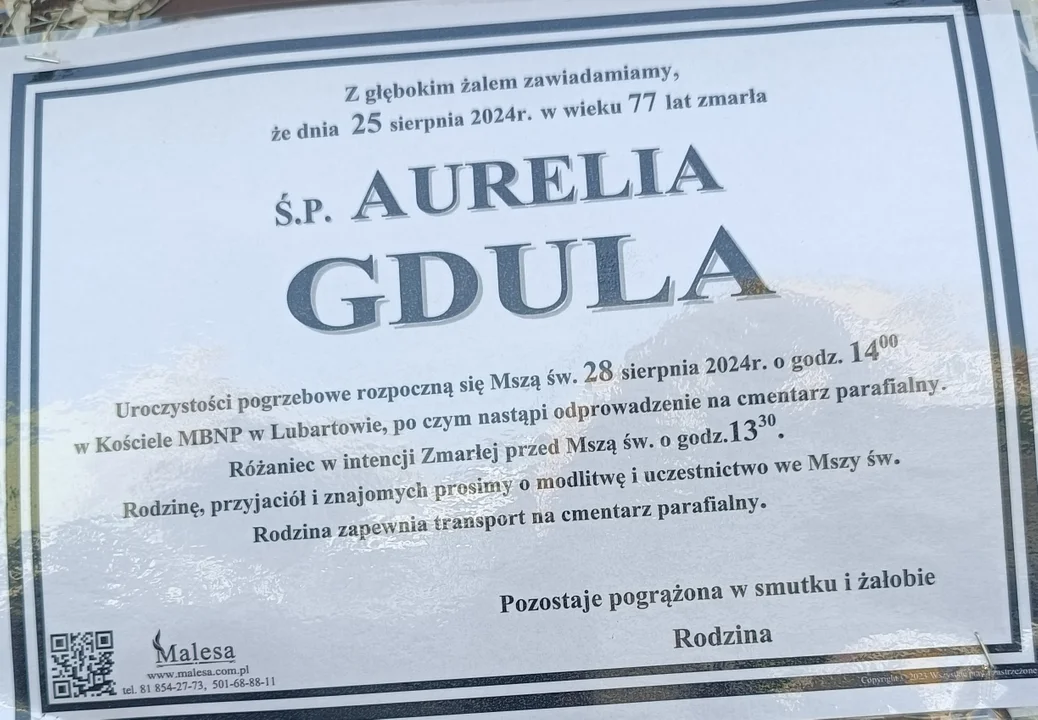 Z głębokim żalem zawiadamiamy,
że dnia 25 sierpnia 2024r. w wieku 77 lat zmarła
Ś.P. AURELIA
GDULA
Uroczystości pogrzebowe rozpoczną się Mszą św. 28 sierpnia 2024r. o godz. 14⁰⁰
w Kościele MBNP w Lubartowie, po czym nastąpi odprowadzenie na cmentarz parafialny.
Różaniec w intencji Zmarłej przed Mszą św. o godz.13³⁰.
Rodzinę, przyjaciół i znajomych prosimy o modlitwę i uczestnictwo we Mszy św.
Rodzina zapewnia transport na cmentarz parafialny.
Pozostaje pogrążona w smutku i żałobie
Rodzina
Malesa
www.malesa.com.pl
tel. 81 854-27-73, 501-68-88-11
Copyright